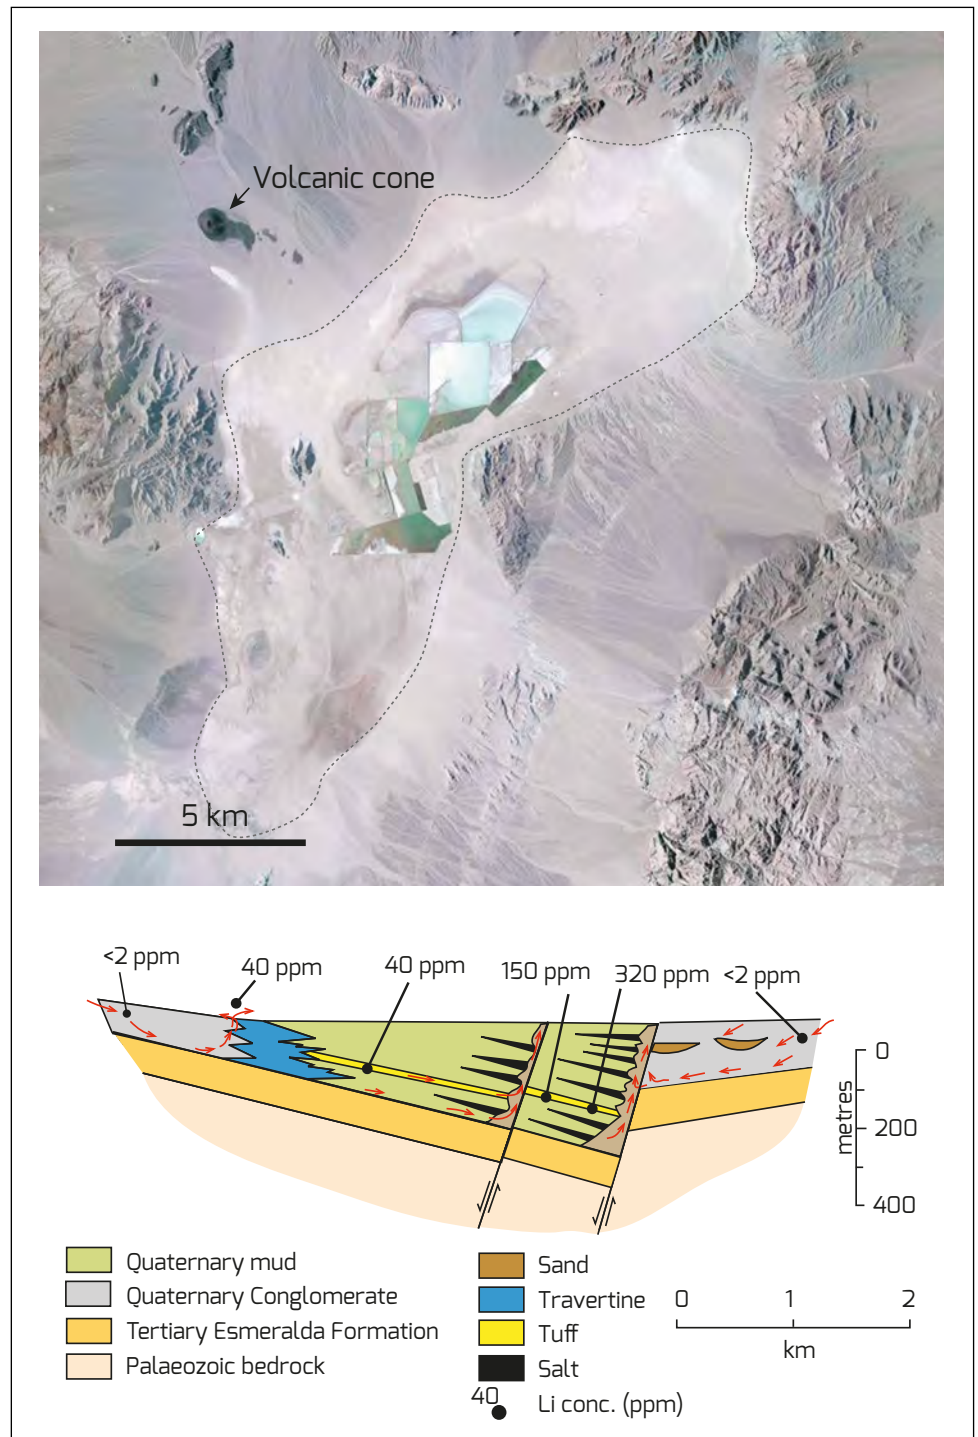 Volcanic cone
5 km
<2 ppm
40 ppm
40 ppm
150 ppm
320 ppm
<2 ppm
0
200
400
metres
Quaternary mud
Quaternary Conglomerate
Tertiary Esmeralda Formation
Palaeozoic bedrock
Sand
Travertine
Tuff
Salt
40
Li conc. (ppm)
0 1 2
km